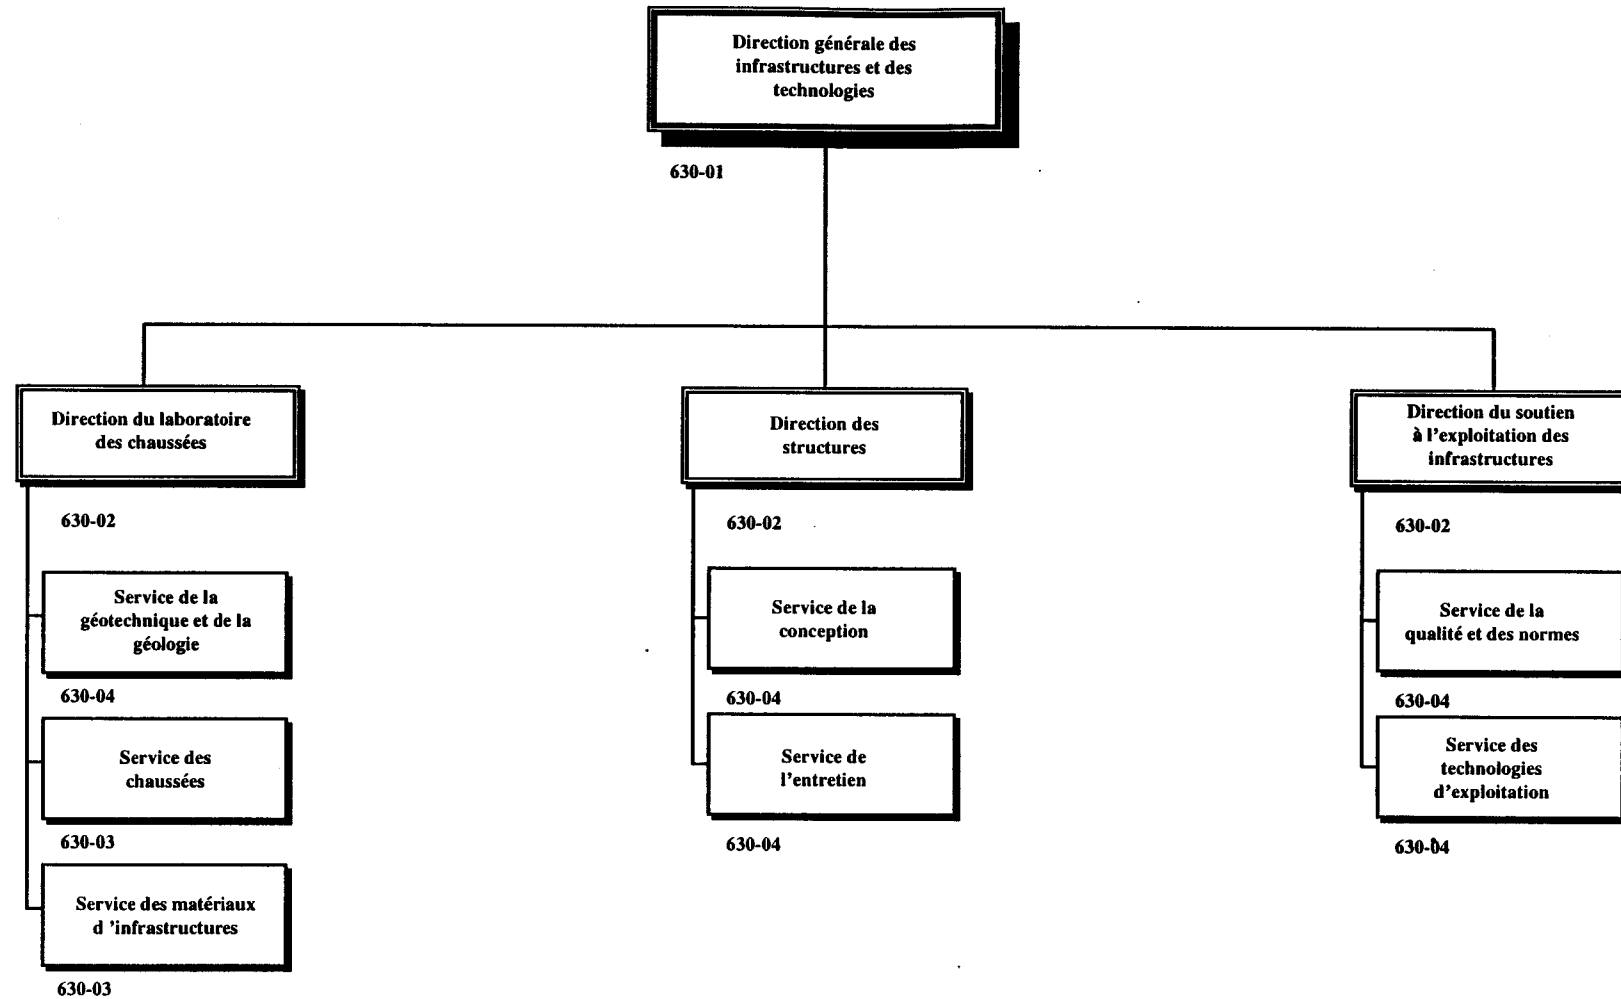 Direction générale des
infrastructures et des
technologies
630-01
Direction du laboratoire
des chaussées
630-02
Service de la
géotechnique et de la
géologie
630-04
Service des
chaussées
630-03
Service des matériaux
d 'infrastructures
630-03
Direction des
structures
630-02
Service de la
conception
630-04
Service de
l'entretien
630-04
Direction du soutien
à l'exploitation des
infrastructures
630-02
Service de la
qualité et des normes
630-04
Service des
technologies
d'exploitation
630-04